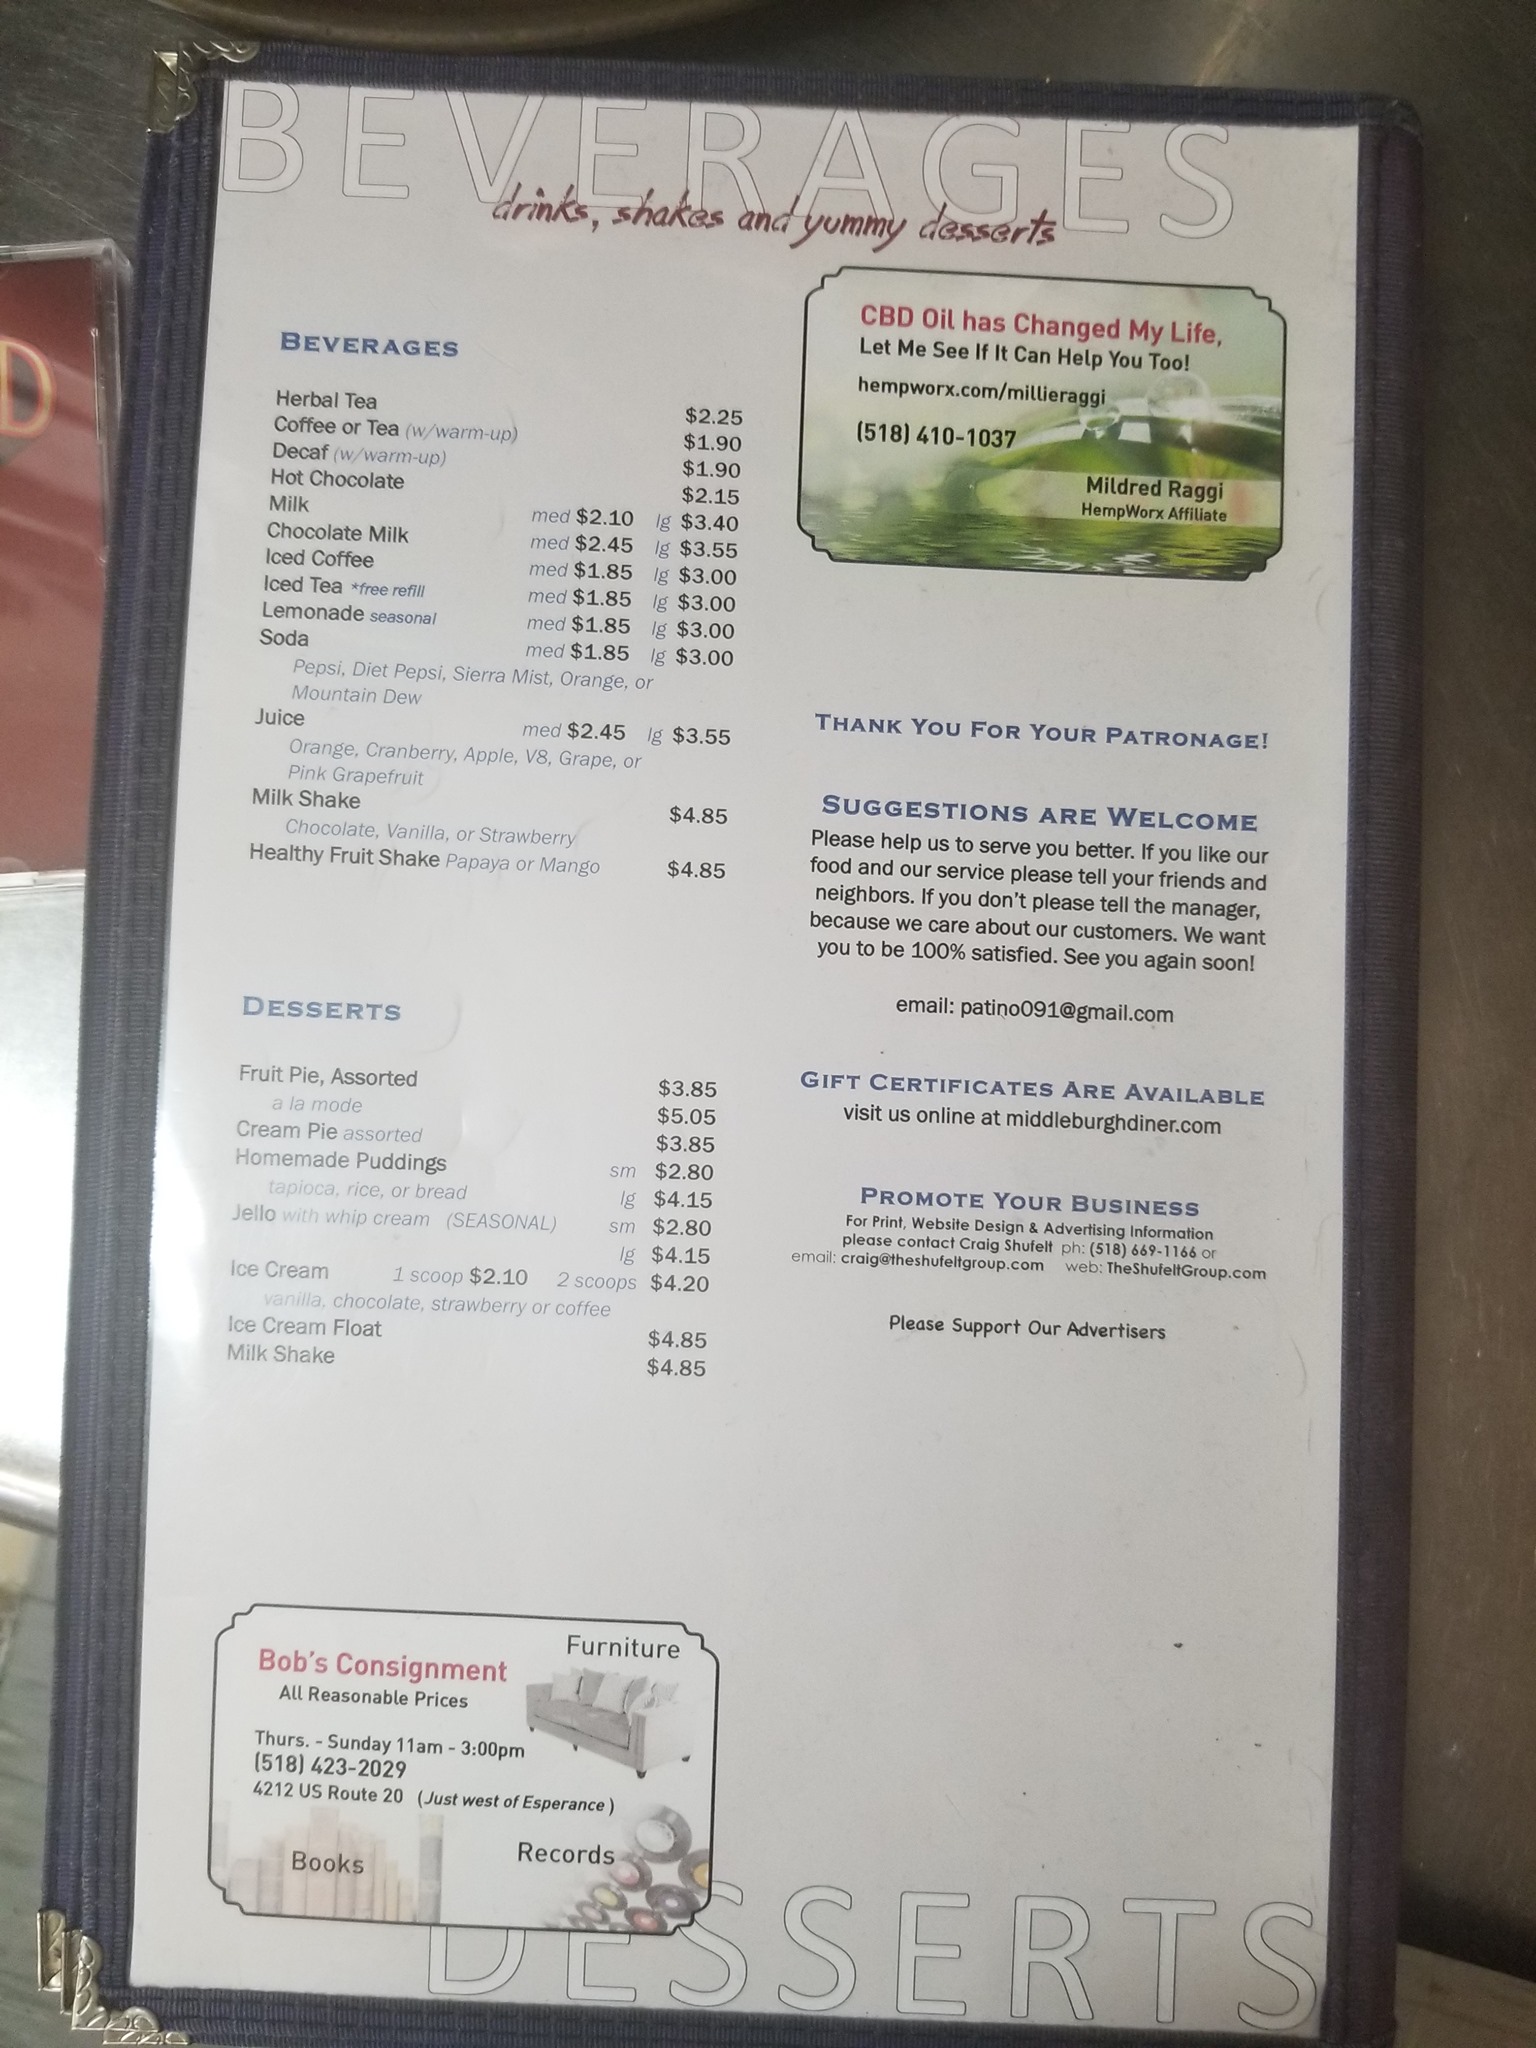 BEVERAGES
drinks, shakes and yummy desserts
BEVERAGES
Herbal Tea $2.25
Coffee or Tea (w/warm-up) $1.90
Decaf (w/warm-up) $1.90
Hot Chocolate $2.15
Milk med $2.10 lg $3.40
Chocolate Milk med $2.45 lg $3.55
Iced Coffee med $1.85 lg $3.00
Iced Tea *free refill med $1.85 lg $3.00
Lemonade seasonal med $1.85 lg $3.00
Soda med $1.85 lg $3.00
Pepsi, Diet Pepsi, Sierra Mist, Orange, or
Mountain Dew
Juice med $2.45 lg $3.55
Orange, Cranberry, Apple, V8, Grape, or
Pink Grapefruit
Milk Shake $4.85
Chocolate, Vanilla, or Strawberry
Healthy Fruit Shake Papaya or Mango $4.85
DESSERTS
Fruit Pie, Assorted $3.85
a la mode $5.05
Cream Pie assorted $3.85
Homemade Puddings sm $2.80
tapioca, rice, or bread lg $4.15
Jello with whip cream (SEASONAL) sm $2.80
lg $4.15
Ice Cream 1 scoop $2.10 2 scoops $4.20
vanilla, chocolate, strawberry or coffee
Ice Cream Float $4.85
Milk Shake $4.85
Bob's Consignment
Furniture
All Reasonable Prices
Thurs. - Sunday 11am - 3:00pm
(518) 423-2029
4212 US Route 20 (Just west of Esperance)
Books
Records
CBD Oil has Changed My Life,
Let Me See If It Can Help You Too!
hempworx.com/millieraggi
(518) 410-1037
Mildred Raggi
HempWorx Affiliate
THANK YOU FOR YOUR PATRONAGE!
SUGGESTIONS ARE WELCOME
Please help us to serve you better. If you like our
food and our service please tell your friends and
neighbors. If you don't please tell the manager,
because we care about our customers. We want
you to be 100% satisfied. See you again soon!
email: patino091@gmail.com
GIFT CERTIFICATES ARE AVAILABLE
visit us online at middleburghdiner.com
PROMOTE YOUR BUSINESS
For Print, Website Design & Advertising Information
please contact Craig Shufelt ph: (518) 669-1166 or
email: craig@theshufeltgroup.com web: TheShufeltGroup.com
Please Support Our Advertisers
DESSERTS
D